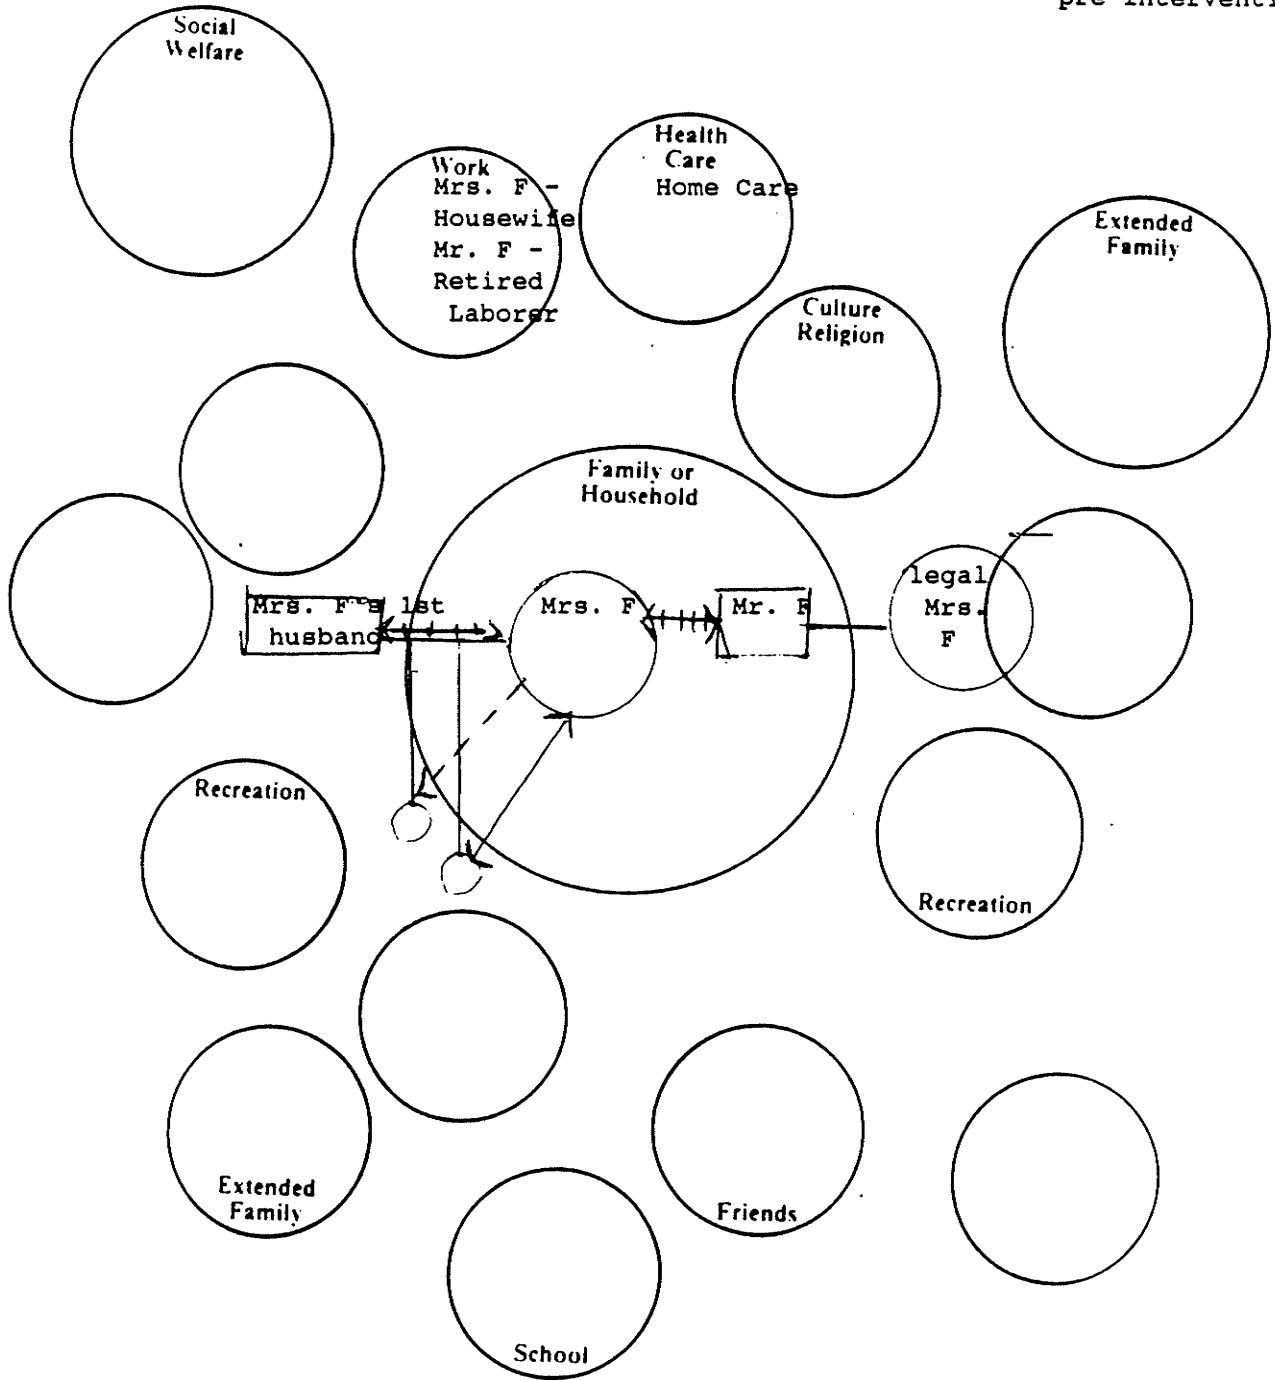 pre interventi
Social
Welfare
Work
Mrs. F -
Housewife
Mr. F -
Retired
Laborer
Health
Care
Home Care
Extended
Family
Culture
Religion
Family or
Household
Mrs. F's 1st
husband
Mrs. F
Mr. F
legal
Mrs.
F
Recreation
Recreation
Extended
Family
Friends
School